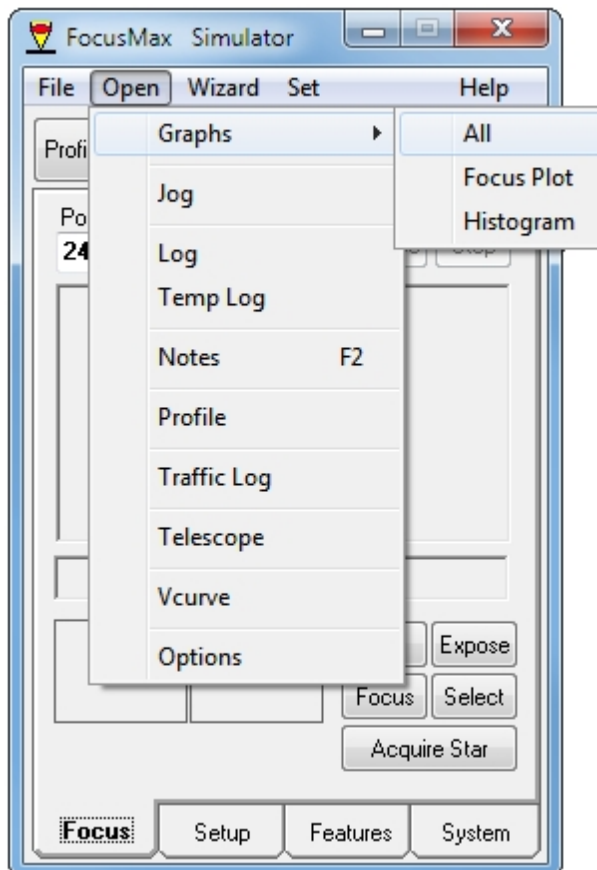 FocusMax Simulator
File Open Wizard Set Help
Graphs
All
Focus Plot
Histogram
Jog
Log
Temp Log
Notes F2
Profile
Traffic Log
Telescope
Vcurve
Options
Expose
Focus Select
Acquire Star
Focus Setup Features System